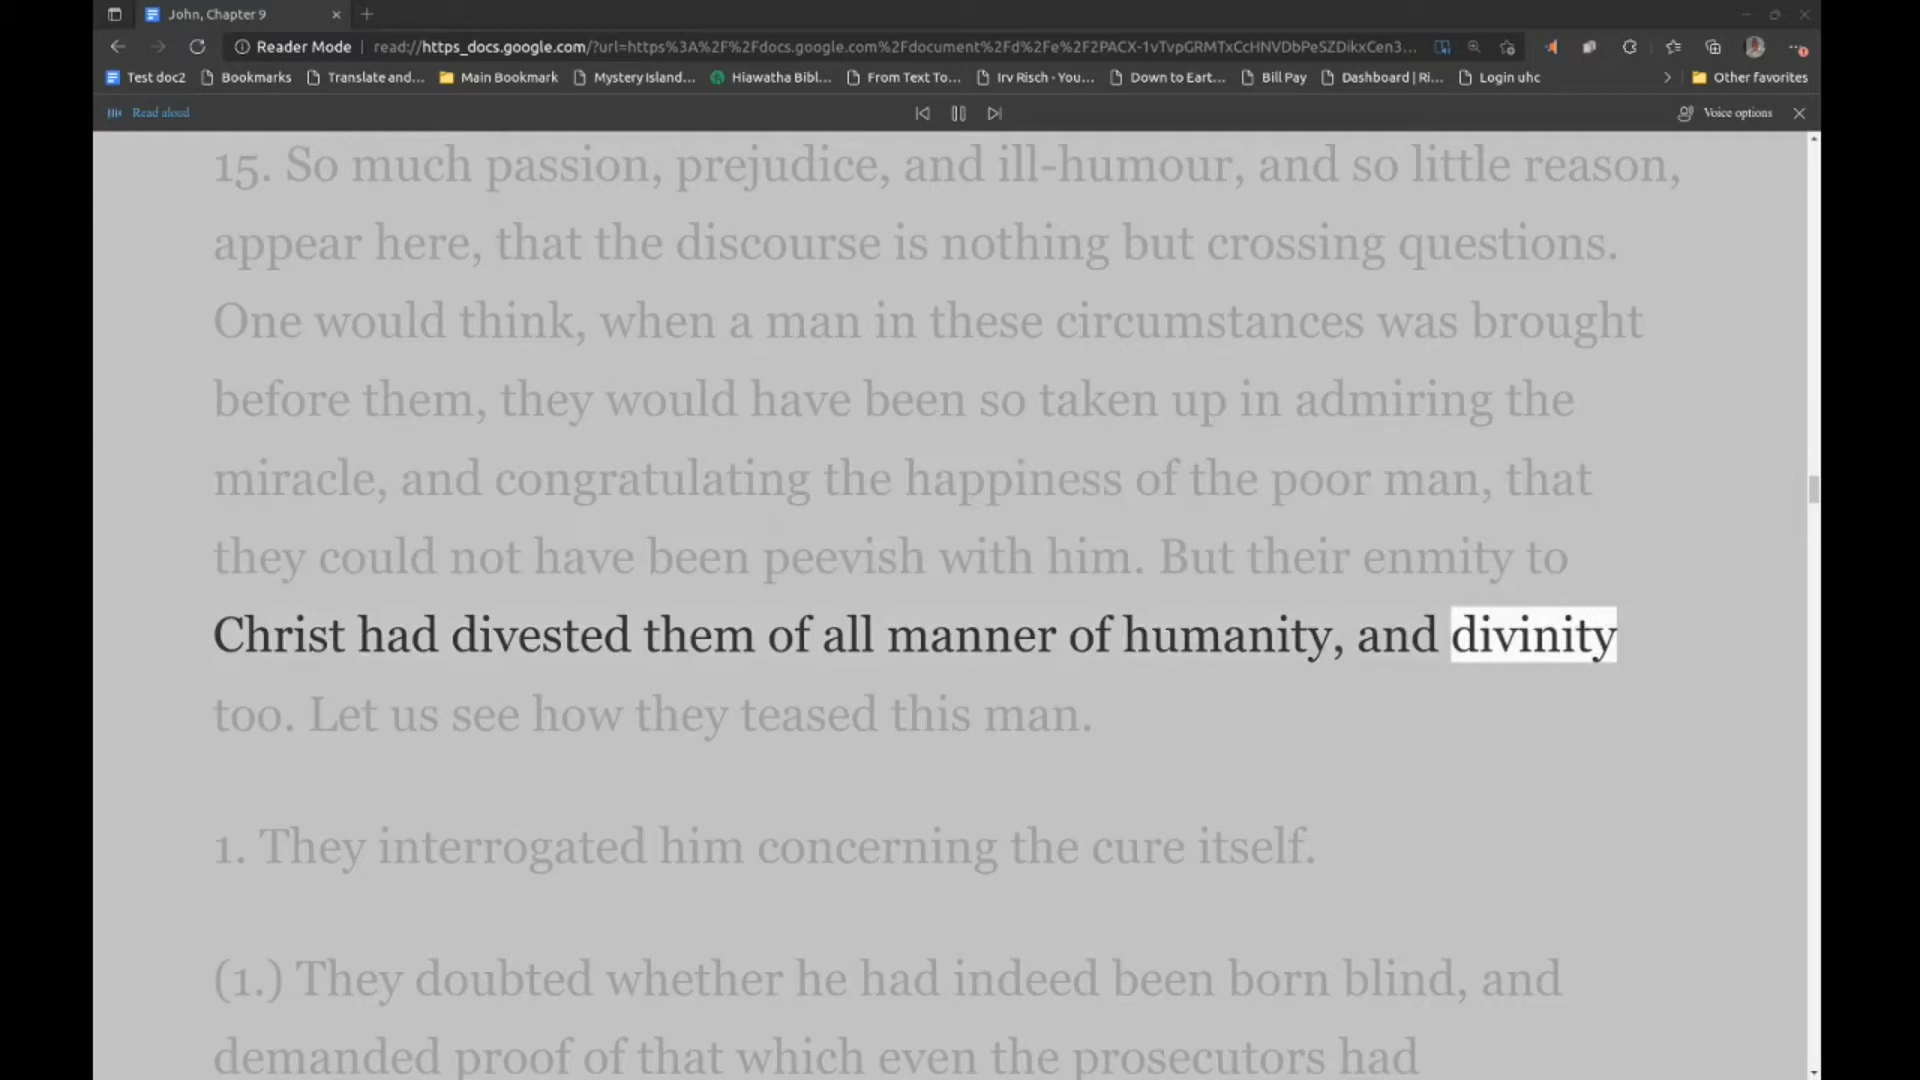 John, Chapter 9
Reader Mode read://https_docs.google.com/?url=https%3A%2F%2Fdocs.google.com%2Fdocument%2Fd%2Fe%2F2PACX-1vTvpGRMTxCcHNVDbPeSZDikxCen3...
Test doc2 Bookmarks Translate and... Main Bookmark Mystery Island... Hiawatha Bibl... From Text To... Irv Risch - You... Down to Eart... Bill Pay Dashboard | Ri... Login uhc Other favorites
Read aloud Voice options
15. So much passion, prejudice, and ill-humour, and so little reason,
appear here, that the discourse is nothing but crossing questions.
One would think, when a man in these circumstances was brought
before them, they would have been so taken up in admiring the
miracle, and congratulating the happiness of the poor man, that
they could not have been peevish with him. But their enmity to
Christ had divested them of all manner of humanity, and divinity
too. Let us see how they teased this man.
1. They interrogated him concerning the cure itself.
(1.) They doubted whether he had indeed been born blind, and
demanded proof of that which even the prosecutors had